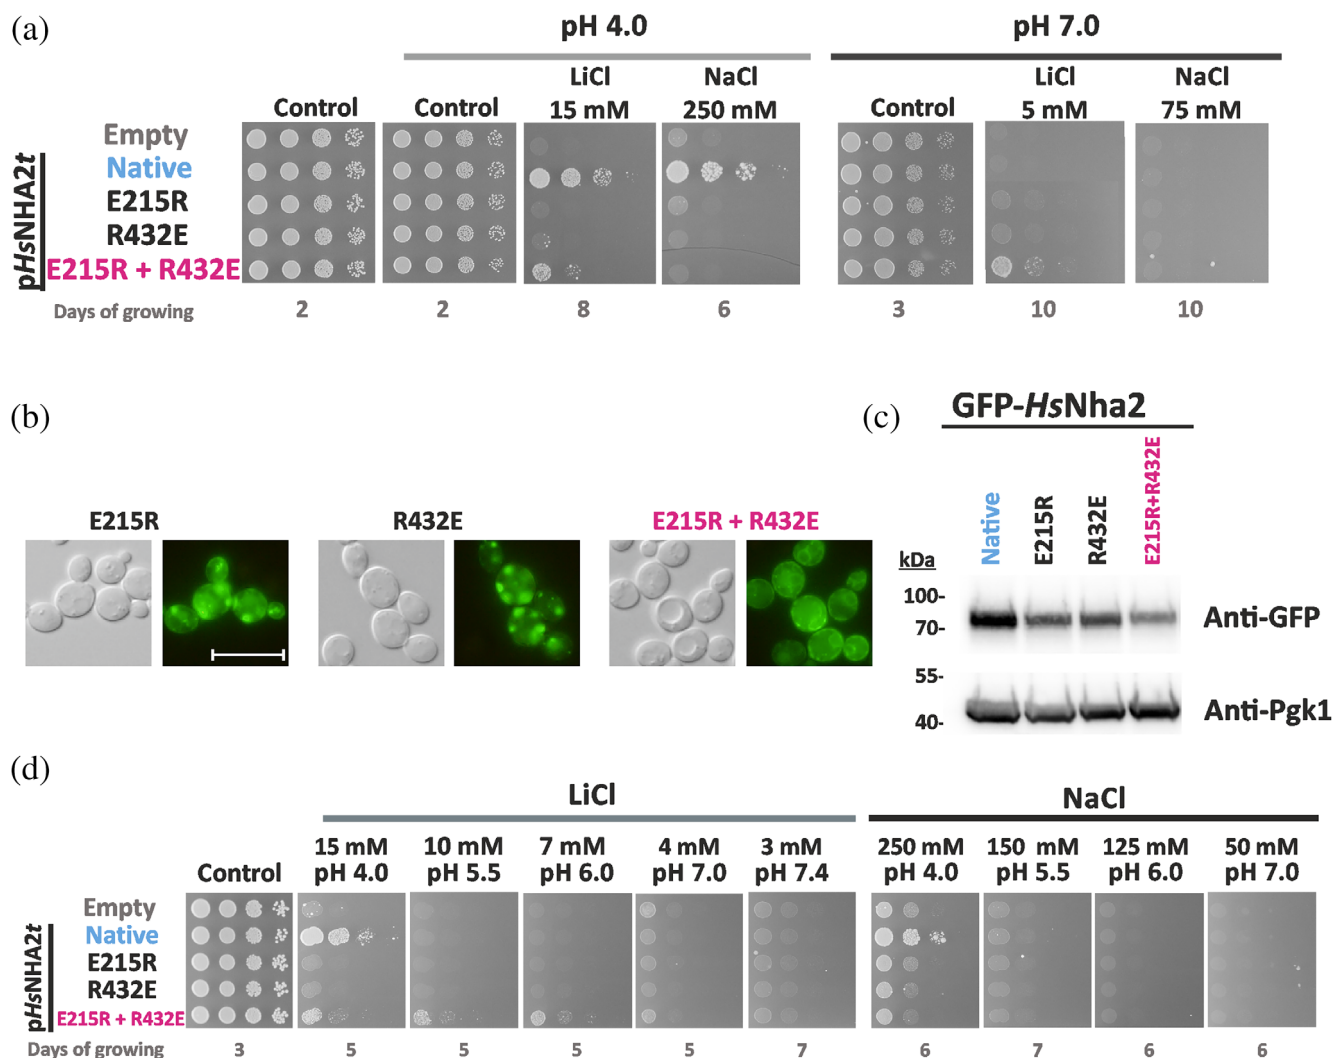 (a)
pH 4.0
pH 7.0
LiCl
NaCl
LiCl
NaCl
Control
Control
15 mM
250 mM
Control
5 mM
75 mM
Empty
Native
E215R
R432E
E215R + R432E
pHsNHA2t
Days of growing
2
2
8
6
3
10
10
(b)
E215R
R432E
E215R + R432E
(c)
GFP-HsNha2
Native
E215R
R432E
E215R+R432E
kDa
100-
70-
Anti-GFP
55-
40-
Anti-Pgk1
(d)
LiCl
NaCl
Control
15 mM
pH 4.0
10 mM
pH 5.5
7 mM
pH 6.0
4 mM
pH 7.0
3 mM
pH 7.4
250 mM
pH 4.0
150 mM
pH 5.5
125 mM
pH 6.0
50 mM
pH 7.0
Empty
Native
E215R
R432E
E215R + R432E
pHsNHA2t
Days of growing
3
5
5
5
5
7
6
7
6
6